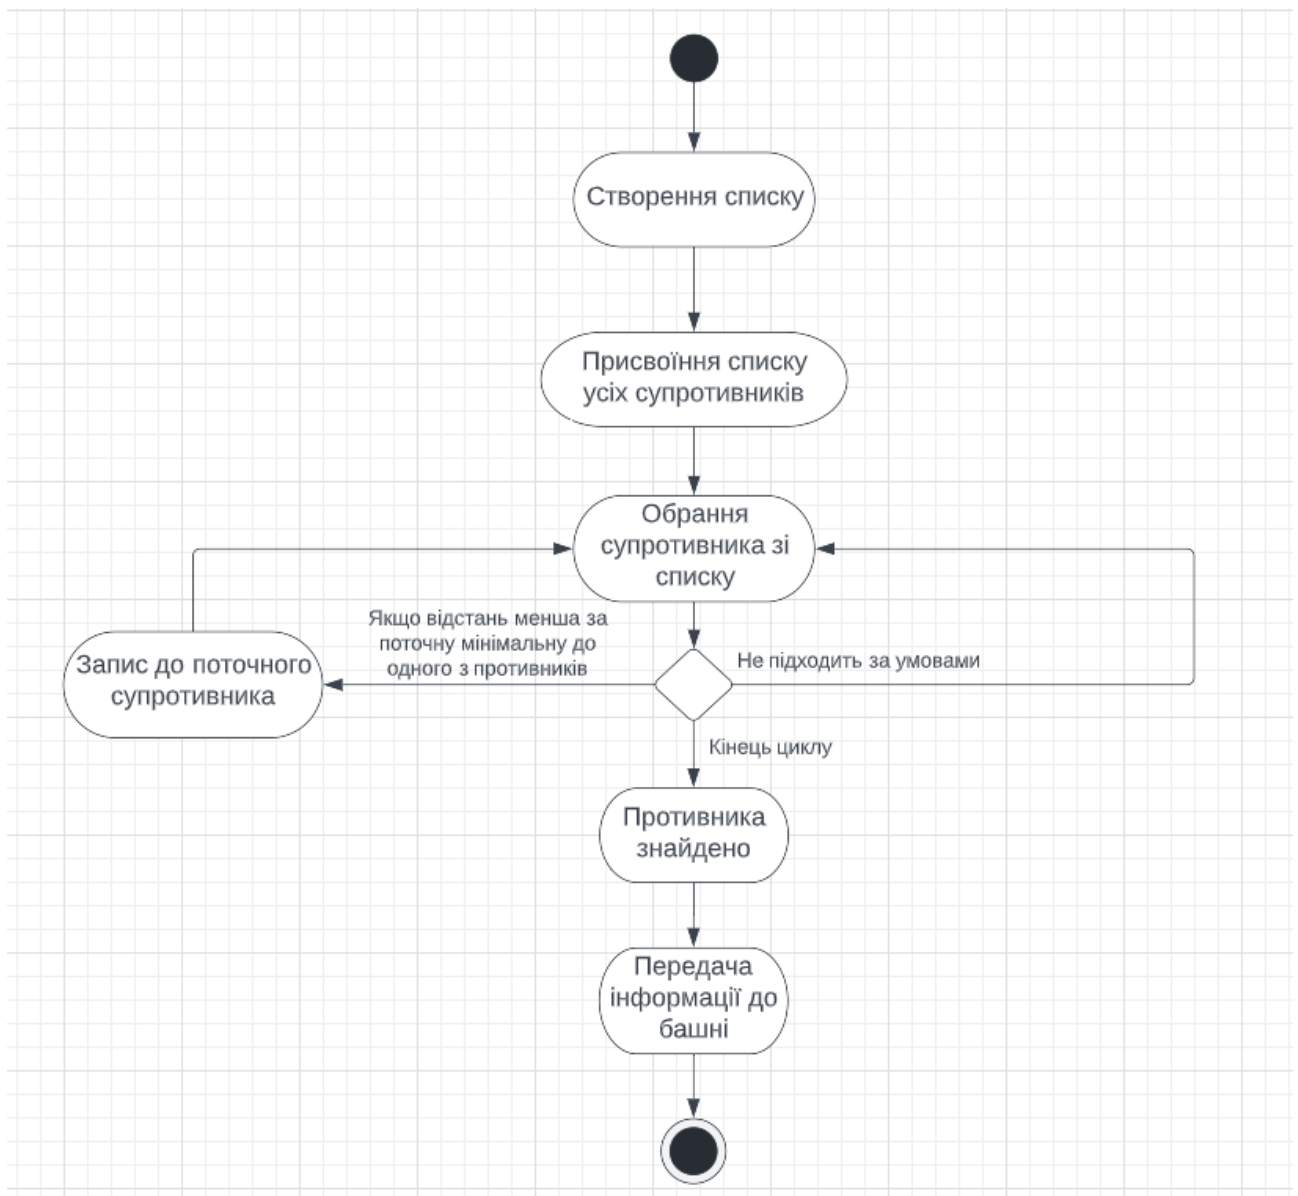 Створення списку
Присвоїння списку
усіх супротивників
Обрання
супротивника зі
списку
Якщо відстань менша за
поточну мінімальну до
одного з противників
Запис до поточного
супротивника
Не підходить за умовами
Кінець циклу
Противника
знайдено
Передача
інформації до
башні